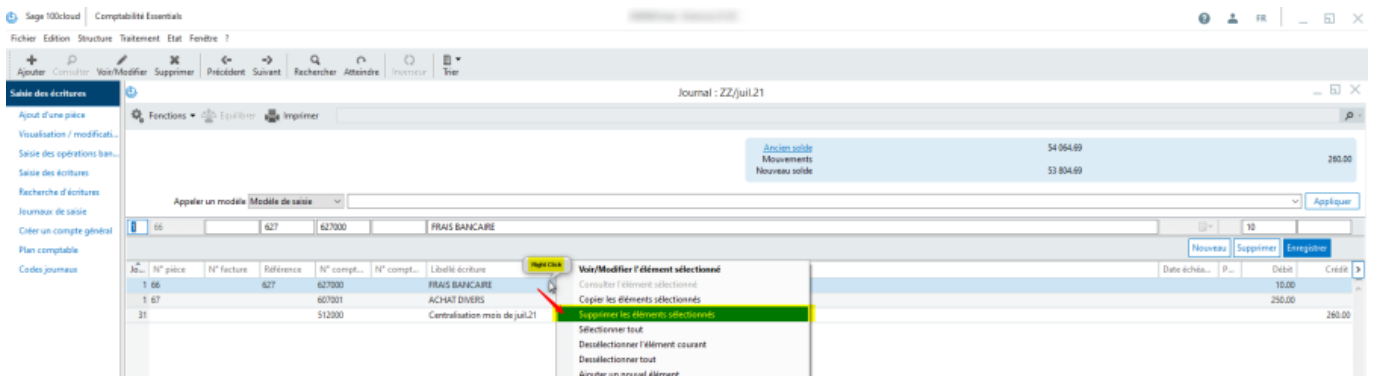 Sage 100cloud Comptabilité Essentials
FR
Fichier Edition Structure Traitement Etat Fenêtre ?
Ajouter Consulter Voir/Modifier Supprimer Précédent Suivant Rechercher Atteindre Inverseur Trier
Saisie des écritures
Journal : ZZ/juil.21
Ajout d'une pièce
Fonctions Equilibrer Imprimer
Visualisation / modificati...
Saisie des opérations ban...
Ancien solde 54 064.69
Mouvements 260.00
Nouveau solde 53 804.69
Saisie des écritures
Recherche d'écritures
Appeler un modèle Modèle de saisie Appliquer
Journaux de saisie
Créer un compte général
1 66 627 627000 FRAIS BANCAIRE 10
Plan comptable
Nouveau Supprimer Enregistrer
Codes journaux
Jo... N° pièce N° facture Référence N° compt... N° compt... Libellé écriture Date échéa... P... Débit Crédit
Right Click
1 66 627 627000 FRAIS BANCAIRE 10.00
1 67 607001 ACHAT DIVERS 250.00
31 512000 Centralisation mois de juil.21 260.00
Voir/Modifier l'élément sélectionné
Consulter l'élément sélectionné
Copier les éléments sélectionnés
Supprimer les éléments sélectionnés
Sélectionner tout
Dessélectionner l'élément courant
Dessélectionner tout
Ajouter un nouvel élément